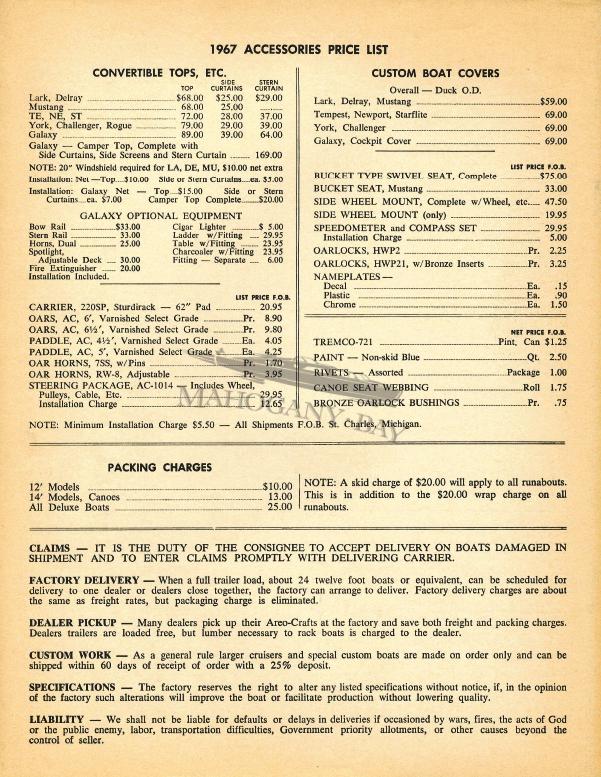 1967 ACCESSORIES PRICE LIST
CONVERTIBLE TOPS, ETC.
TOP SIDE CURTAINS STERN CURTAIN
Lark, Delray $68.00 $25.00 $29.00
Mustang 68.00 25.00
TE, NE, ST 72.00 28.00 37.00
York, Challenger, Rogue 79.00 29.00 39.00
Galaxy 89.00 39.00 64.00
Galaxy — Camper Top, Complete with
Side Curtains, Side Screens and Stern Curtain 169.00
NOTE: 20" Windshield required for LA, DE, MU, $10.00 net extra
Installation: Net — Top $10.00 Side or Stern Curtains ea. $3.00
Installation: Galaxy Net — Top $15.00 Side or Stern
Curtains ea. $7.00 Camper Top Complete $20.00
GALAXY OPTIONAL EQUIPMENT
Bow Rail $33.00
Stern Rail 33.00
Horns, Dual 25.00
Spotlight,
Adjustable Deck 30.00
Fire Extinguisher 20.00
Installation Included.
Cigar Lighter $ 5.00
Ladder w/Fitting 29.95
Table w/Fitting 23.95
Charcoaler w/Fitting 23.95
Fitting — Separate 6.00
LIST PRICE F.O.B.
CARRIER, 220SP, Sturdirack — 62" Pad 20.95
OARS, AC, 6', Varnished Select Grade Pr. 8.90
OARS, AC, 6½', Varnished Select Grade Pr. 9.80
PADDLE, AC, 4½', Varnished Select Grade Ea. 4.05
PADDLE, AC, 5', Varnished Select Grade Ea. 4.25
OAR HORNS, 7SS, w/Pins Pr. 1.70
OAR HORNS, RW-8, Adjustable Pr. 3.95
STEERING PACKAGE, AC-1014 — Includes Wheel,
Pulleys, Cable, Etc. 29.95
Installation Charge 12.65
CUSTOM BOAT COVERS
Overall — Duck O.D.
Lark, Delray, Mustang $59.00
Tempest, Newport, Starflite 69.00
York, Challenger 69.00
Galaxy, Cockpit Cover 69.00
LIST PRICE F.O.B.
BUCKET TYPE SWIVEL SEAT, Complete $75.00
BUCKET SEAT, Mustang 33.00
SIDE WHEEL MOUNT, Complete w/Wheel, etc. 47.50
SIDE WHEEL MOUNT (only) 19.95
SPEEDOMETER and COMPASS SET 29.95
Installation Charge 5.00
OARLOCKS, HWP2 Pr. 2.25
OARLOCKS, HWP21, w/Bronze Inserts Pr. 3.25
NAMEPLATES —
Decal Ea. .15
Plastic Ea. .90
Chrome Ea. 1.50
NET PRICE F.O.B.
TREMCO-721 Pint, Can $1.25
PAINT — Non-skid Blue Qt. 2.50
RIVETS — Assorted Package 1.00
CANOE SEAT WEBBING Roll 1.75
BRONZE OARLOCK BUSHINGS Pr. .75
MAHOGANY BAY
NOTE: Minimum Installation Charge $5.50 — All Shipments F.O.B. St. Charles, Michigan.
PACKING CHARGES
12' Models $10.00
14' Models, Canoes 13.00
All Deluxe Boats 25.00
NOTE: A skid charge of $20.00 will apply to all runabouts.
This is in addition to the $20.00 wrap charge on all
runabouts.
CLAIMS — IT IS THE DUTY OF THE CONSIGNEE TO ACCEPT DELIVERY ON BOATS DAMAGED IN
SHIPMENT AND TO ENTER CLAIMS PROMPTLY WITH DELIVERING CARRIER.
FACTORY DELIVERY — When a full trailer load, about 24 twelve foot boats or equivalent, can be scheduled for
delivery to one dealer or dealers close together, the factory can arrange to deliver. Factory delivery charges are about
the same as freight rates, but packaging charge is eliminated.
DEALER PICKUP — Many dealers pick up their Areo-Crafts at the factory and save both freight and packing charges.
Dealers trailers are loaded free, but lumber necessary to rack boats is charged to the dealer.
CUSTOM WORK — As a general rule larger cruisers and special custom boats are made on order only and can be
shipped within 60 days of receipt of order with a 25% deposit.
SPECIFICATIONS — The factory reserves the right to alter any listed specifications without notice, if, in the opinion
of the factory such alterations will improve the boat or facilitate production without lowering quality.
LIABILITY — We shall not be liable for defaults or delays in deliveries if occasioned by wars, fires, the acts of God
or the public enemy, labor, transportation difficulties, Government priority allotments, or other causes beyond the
control of seller.